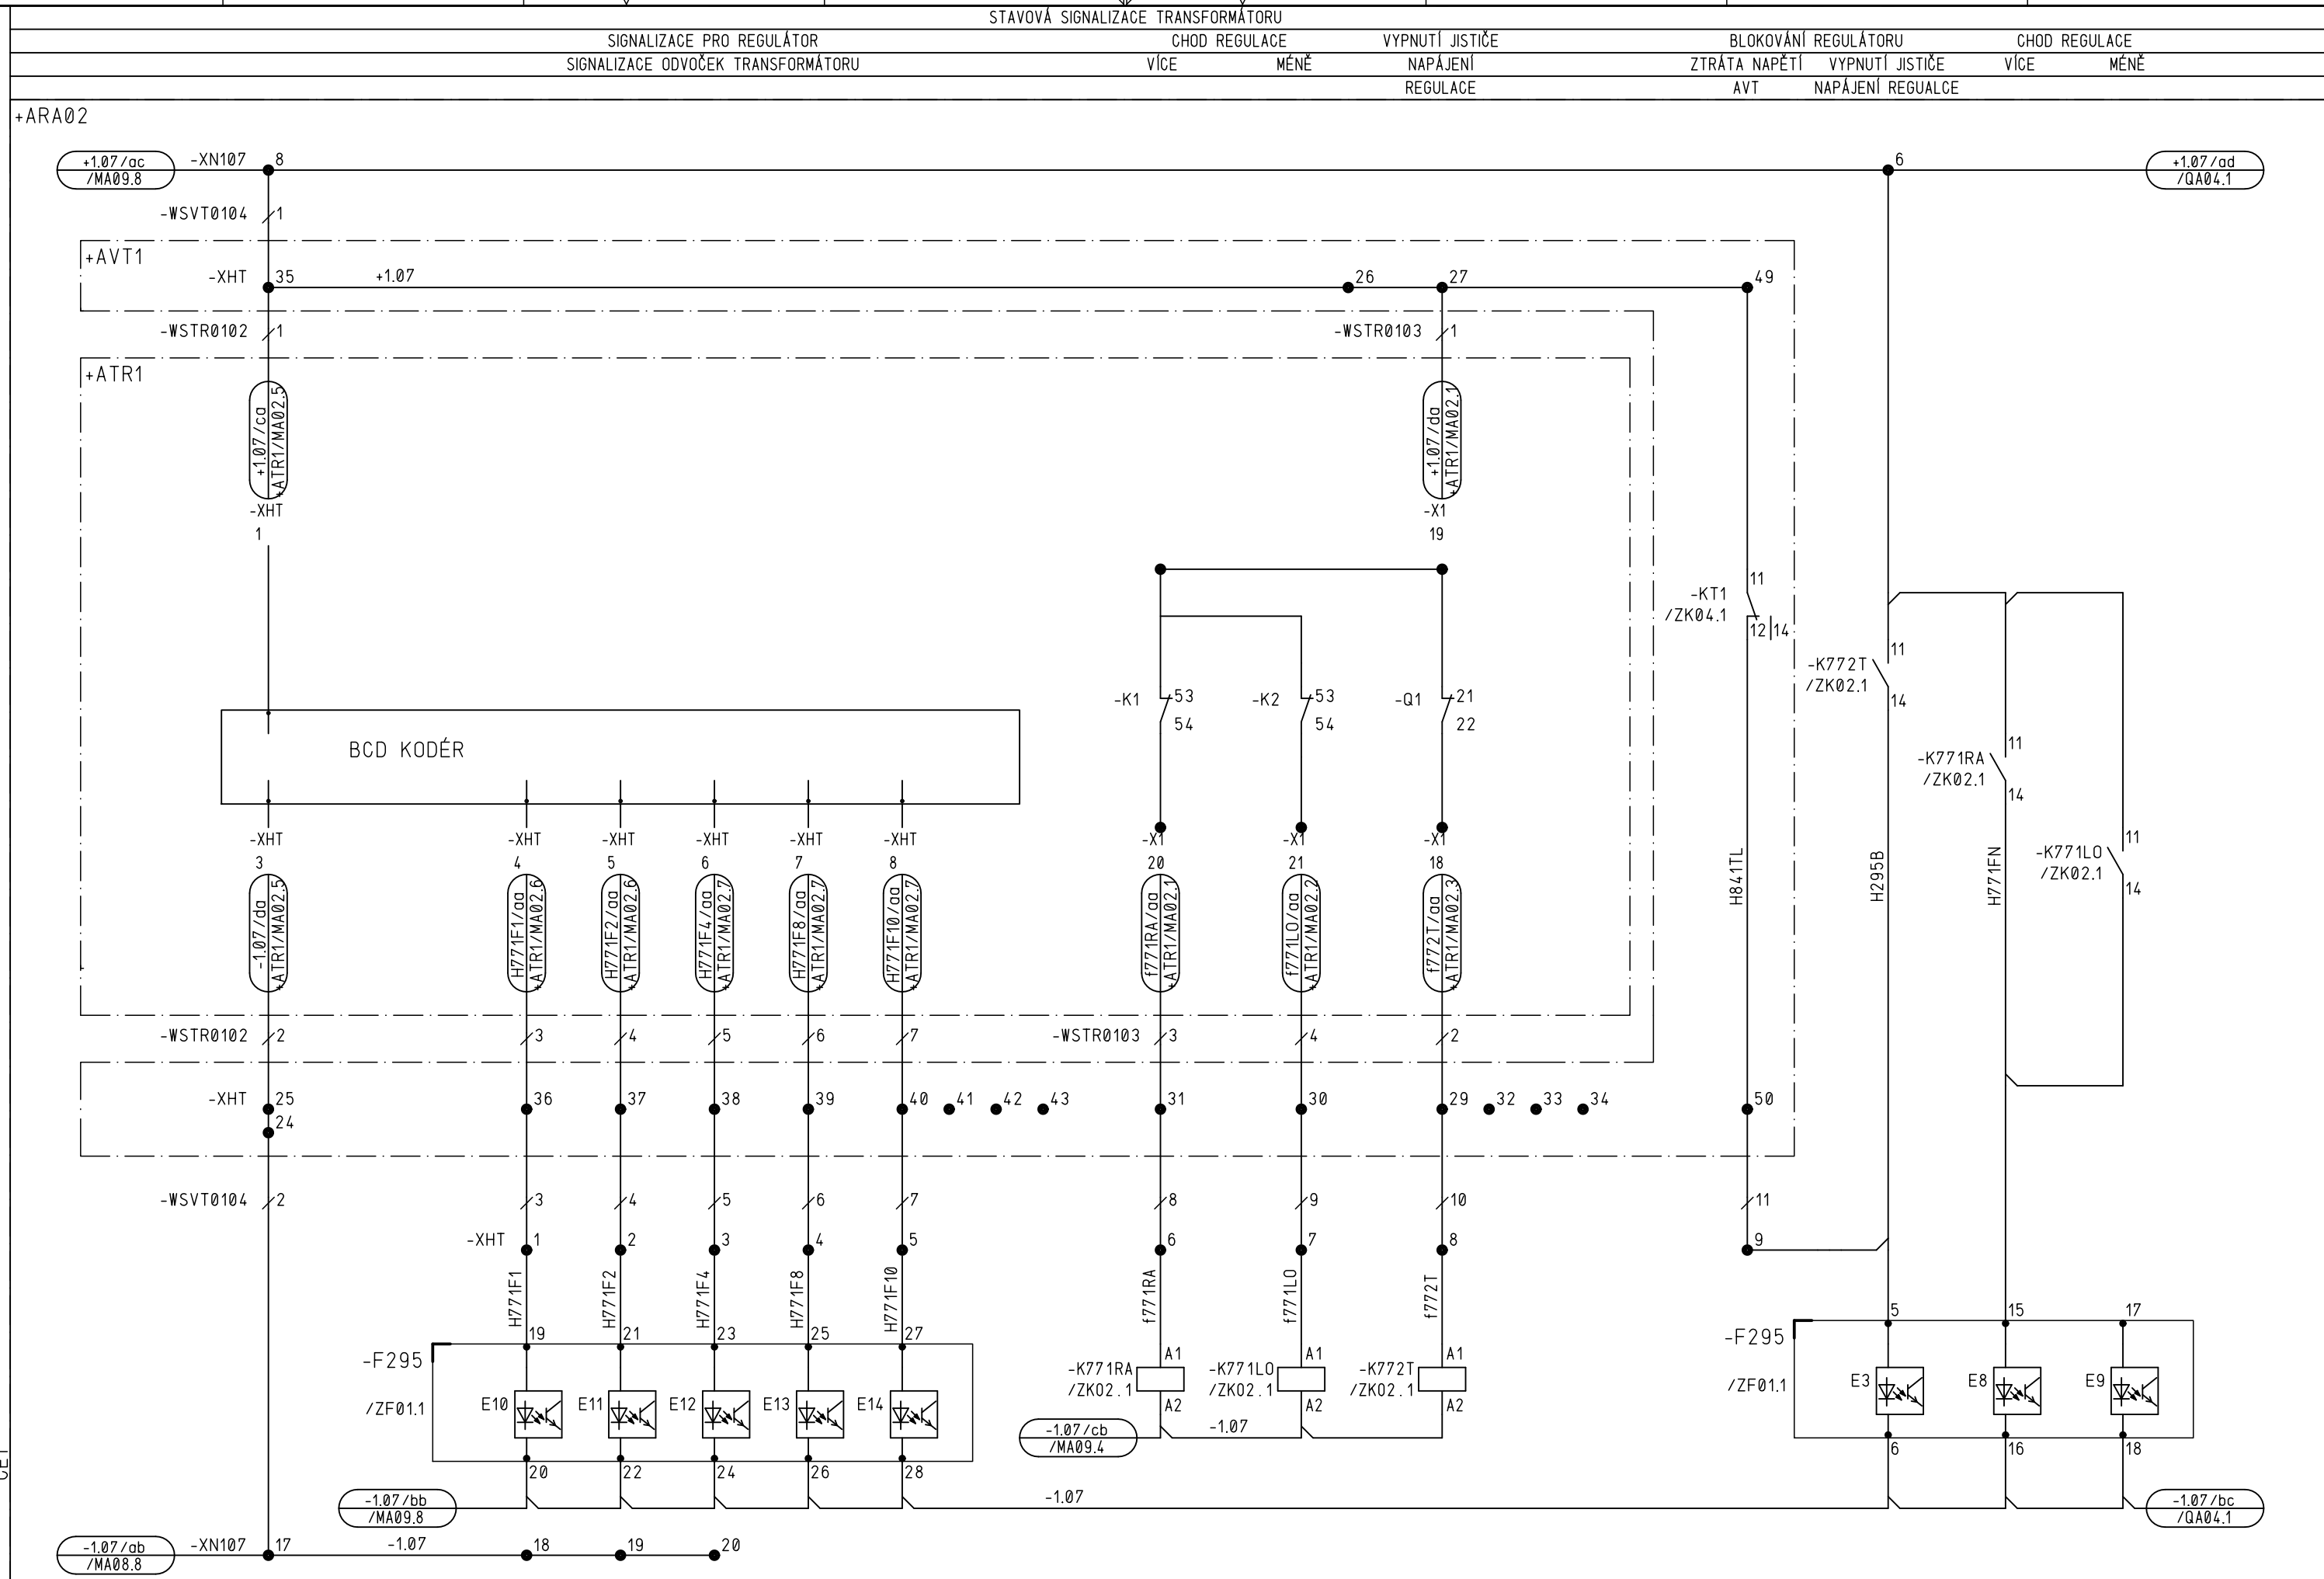 STAVOVÁ SIGNALIZACE TRANSFORMÁTORU
SIGNALIZACE PRO REGULÁTOR CHOD REGULACE VYPNUTÍ JISTIČE BLOKOVÁNÍ REGULÁTORU CHOD REGULACE
SIGNALIZACE ODVOČEK TRANSFORMÁTORU VÍCE MÉNĚ NAPÁJENÍ ZTRÁTA NAPĚTÍ VYPNUTÍ JISTIČE VÍCE MÉNĚ
REGULACE AVT NAPÁJENÍ REGUALCE
+ARA02
+1.07/ac
/MA09.8
-XN107 8 6
+1.07/ad
/QA04.1
-WSVT0104 1
+AVT1
-XHT 35 +1.07 26 27 49
-WSTR0102 1 -WSTR0103 1
+ATR1
+1.07/ca
+ATR1/MA02.5
+1.07/da
+ATR1/MA02.1
-XHT -X1
1 19
-KT1 11
/ZK04.1
12 14
-K772T 11
/ZK02.1
14
-K1 53 -K2 53 -Q1 21
54 54 22
BCD KODÉR
-K771RA 11
/ZK02.1
14
-K771LO 11
/ZK02.1
14
-XHT -XHT -XHT -XHT -XHT -XHT -X1 -X1 -X1
3 4 5 6 7 8 20 21 18
-1.07/da
+ATR1/MA02.5
H771F1/aa
+ATR1/MA02.6
H771F2/aa
+ATR1/MA02.6
H771F4/aa
+ATR1/MA02.7
H771F8/aa
+ATR1/MA02.7
H771F10/aa
+ATR1/MA02.7
f771RA/aa
+ATR1/MA02.1
f771LO/aa
+ATR1/MA02.2
f772T/aa
+ATR1/MA02.3
H841TL
H295B
H771FN
-WSTR0102 2 3 4 5 6 7 -WSTR0103 3 4 2
-XHT 25 36 37 38 39 40 41 42 43 31 30 29 32 33 34 50
24
-WSVT0104 2 3 4 5 6 7 8 9 10 11
-XHT 1 2 3 4 5 6 7 8 9
H771F1
H771F2
H771F4
H771F8
H771F10
f771RA
f771LO
f772T
19 21 23 25 27
-F295
/ZF01.1
E10 E11 E12 E13 E14
20 22 24 26 28
-K771RA A1
/ZK02.1
A2
-K771LO A1
/ZK02.1
A2
-K772T A1
/ZK02.1
A2
5 15 17
-F295
/ZF01.1
E3 E8 E9
6 16 18
-1.07/cb
/MA09.4
-1.07
-1.07/bb
/MA09.8
-1.07
-1.07/bc
/QA04.1
-1.07/ab
/MA08.8
-XN107 17 -1.07 18 19 20